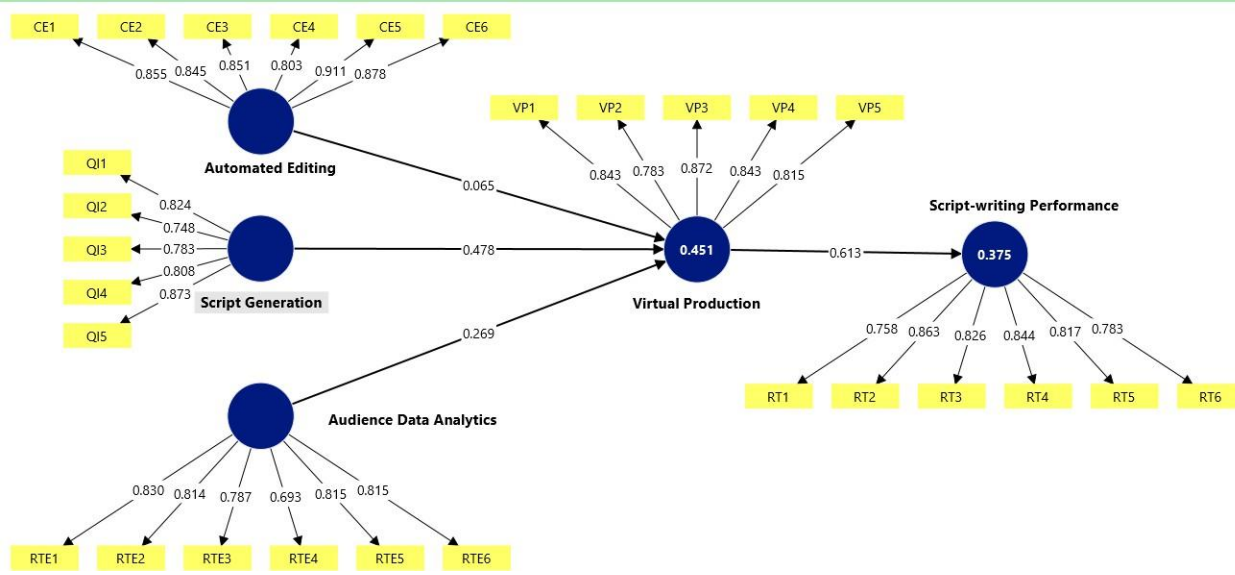 CE1 CE2 CE3 CE4 CE5 CE6
0.855 0.845 0.851 0.803 0.911 0.878
Automated Editing
VP1 VP2 VP3 VP4 VP5
0.843 0.783 0.872 0.843 0.815
QI1
QI2
QI3
QI4
QI5
0.824
0.748
0.783
0.808
0.873
Script Generation
0.065
0.478
0.269
0.451
Virtual Production
0.613
Script-writing Performance
0.375
0.758 0.863 0.826 0.844 0.817 0.783
RT1 RT2 RT3 RT4 RT5 RT6
Audience Data Analytics
0.830 0.814 0.787 0.693 0.815 0.815
RTE1 RTE2 RTE3 RTE4 RTE5 RTE6